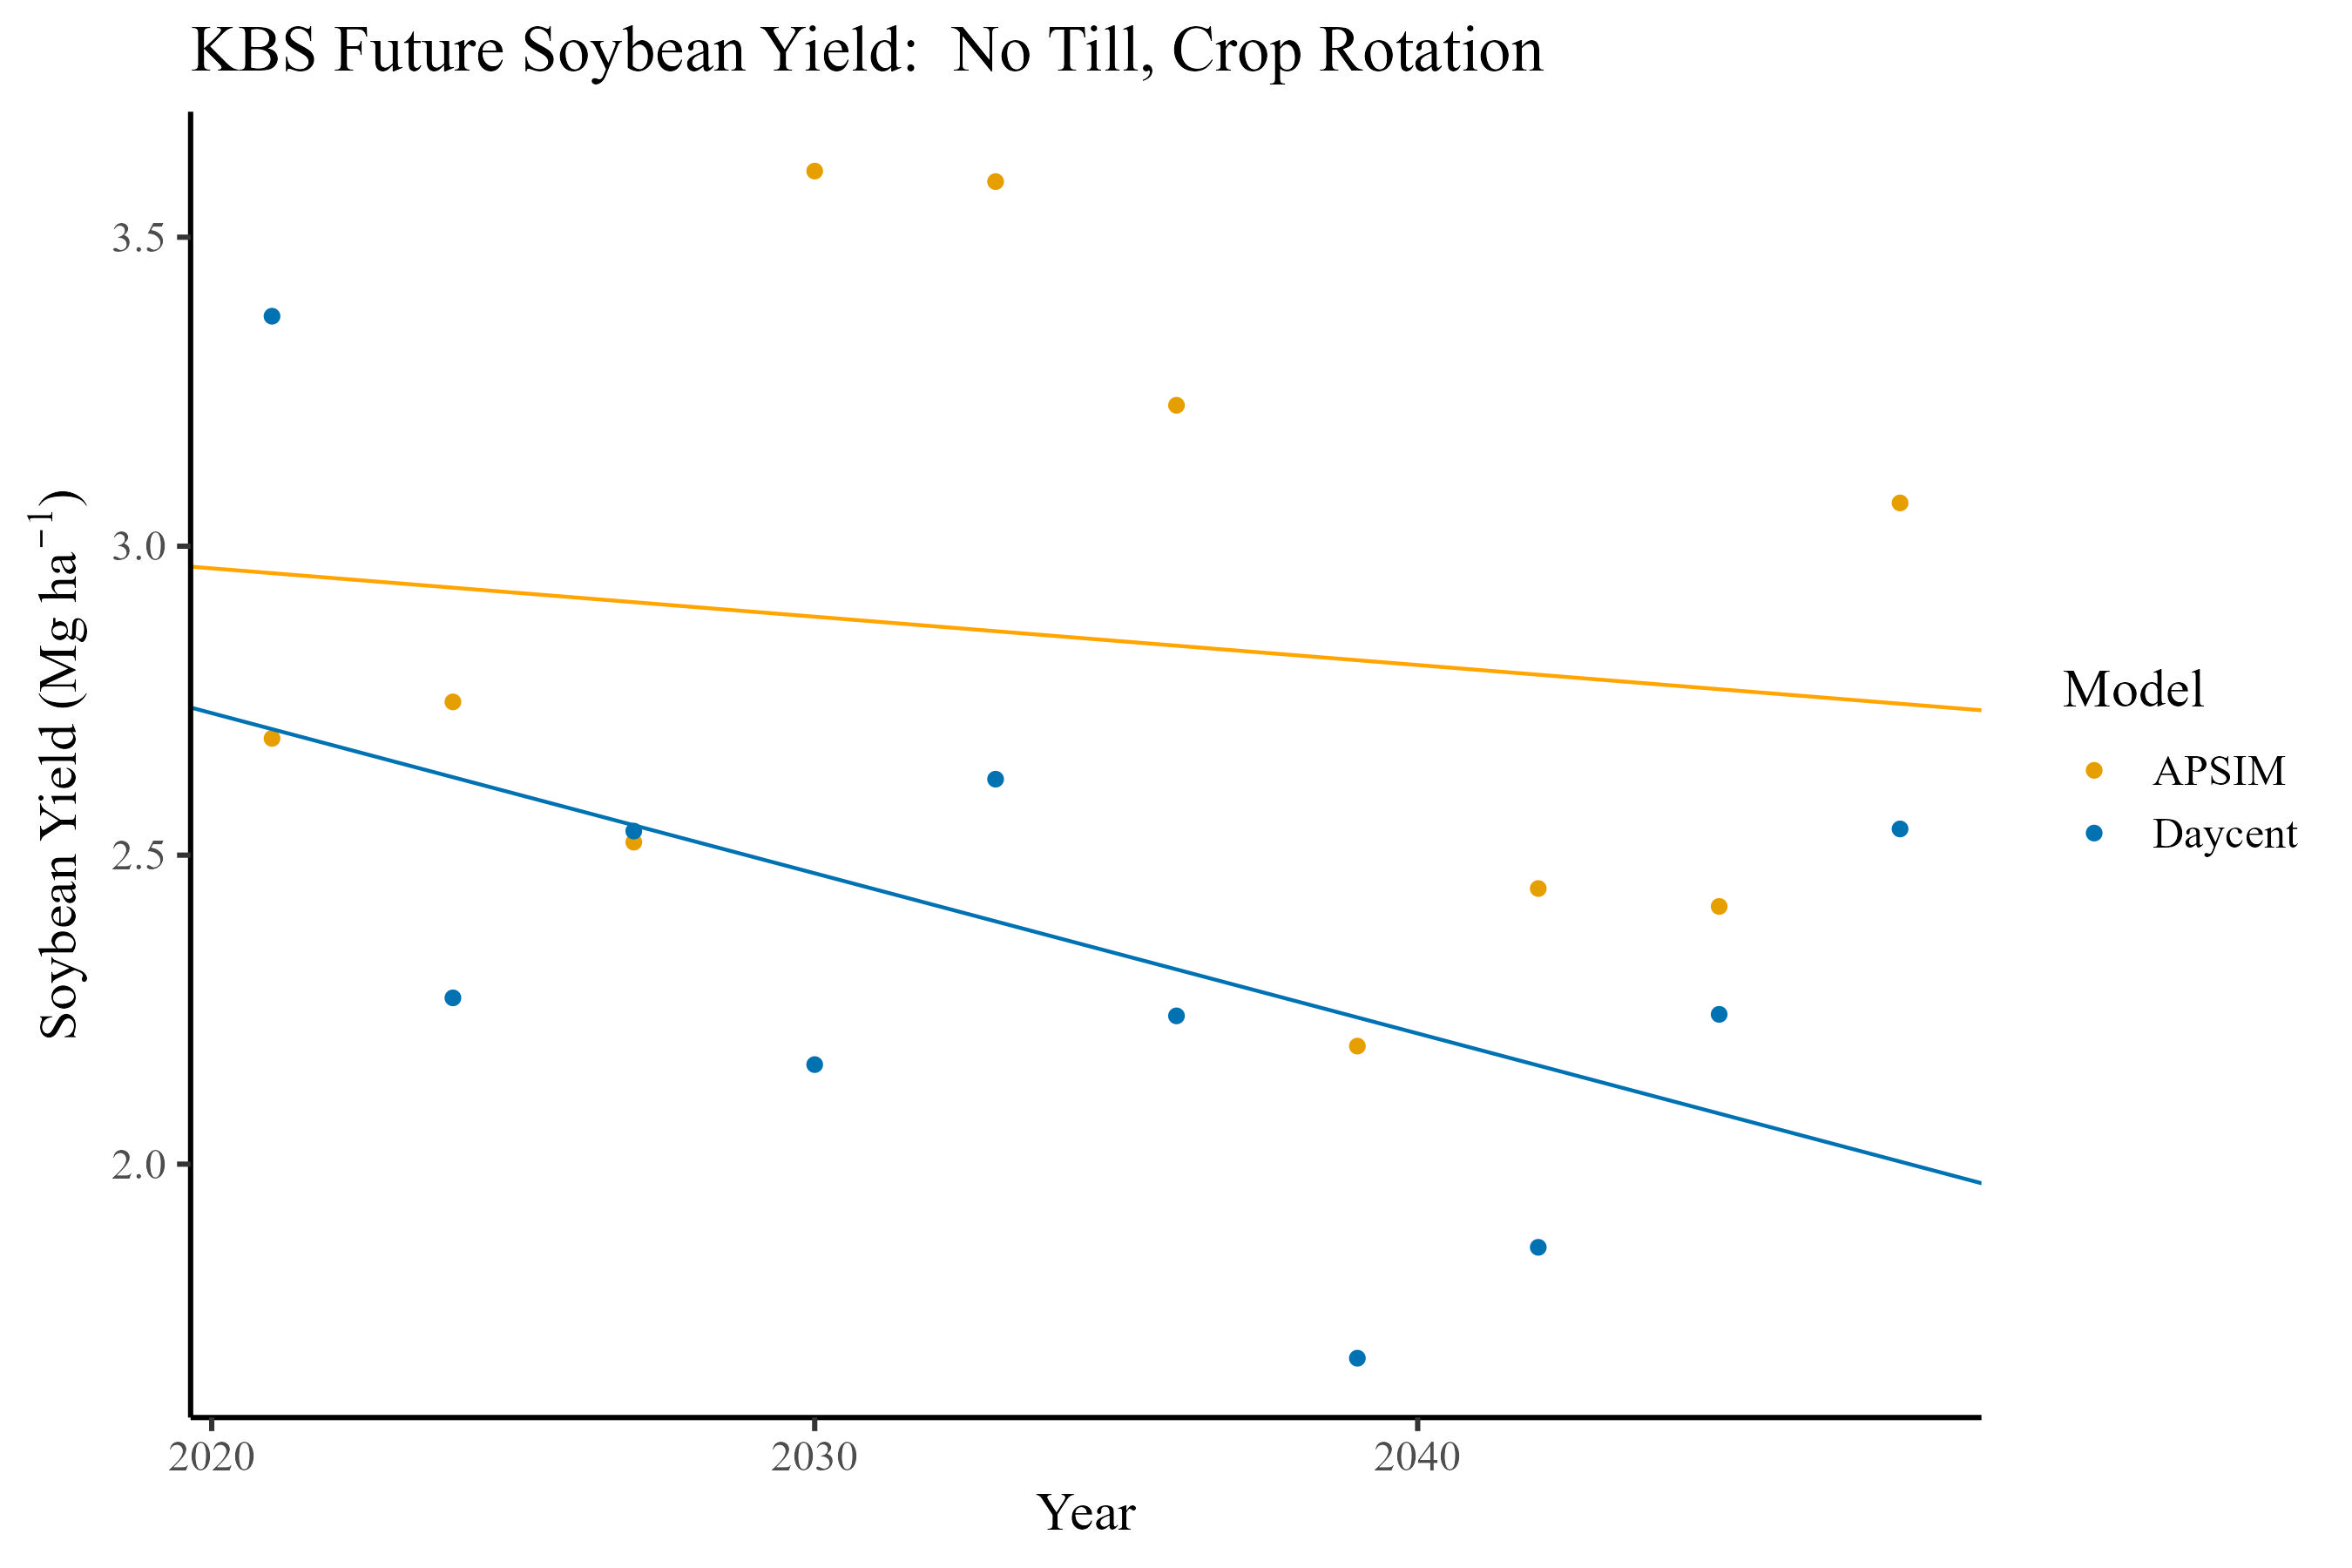 KBS Future Soybean Yield:  No Till, Crop Rotation
Soybean Yield (Mg ha⁻¹)
3.5
3.0
2.5
2.0
2020
2030
2040
Year
Model
APSIM
Daycent